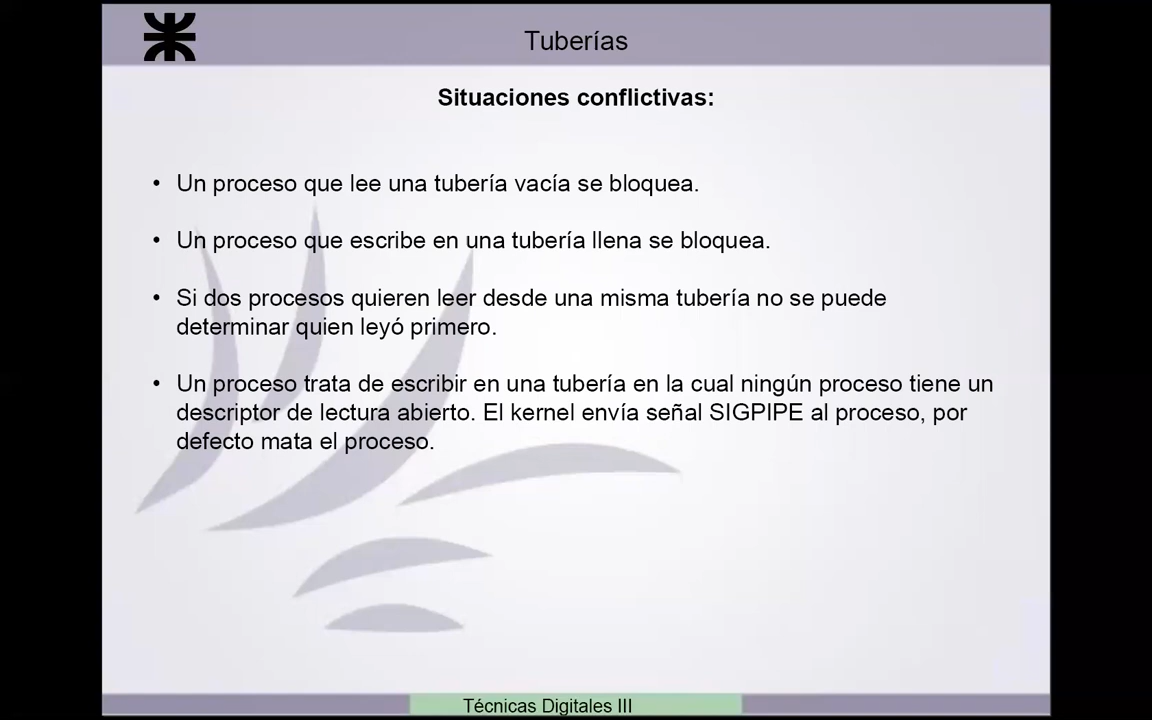 Tuberías
Situaciones conflictivas:
• Un proceso que lee una tubería vacía se bloquea.
• Un proceso que escribe en una tubería llena se bloquea.
• Si dos procesos quieren leer desde una misma tubería no se puede
determinar quien leyó primero.
• Un proceso trata de escribir en una tubería en la cual ningún proceso tiene un
descriptor de lectura abierto. El kernel envía señal SIGPIPE al proceso, por
defecto mata el proceso.
Técnicas Digitales III